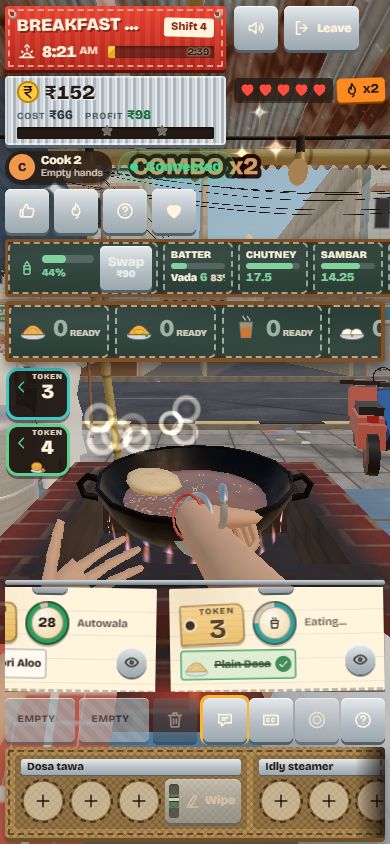 BREAKFAST ...
Shift 4
8:21 AM
2:39
Leave
₹152
COST ₹66 PROFIT ₹98
x2
C
Cook 2
Empty hands
COMBO x2
44%
Swap
₹90
BATTER
Vada 6 83°
CHUTNEY
17.5
SAMBAR
14.25
0 READY
0 READY
0 READY
0
TOKEN
3
TOKEN
4
28
Autowala
ori Aloo
TOKEN
3
Eating...
Plain Dosa
EMPTY
EMPTY
CC
Dosa tawa
Wipe
Idly steamer